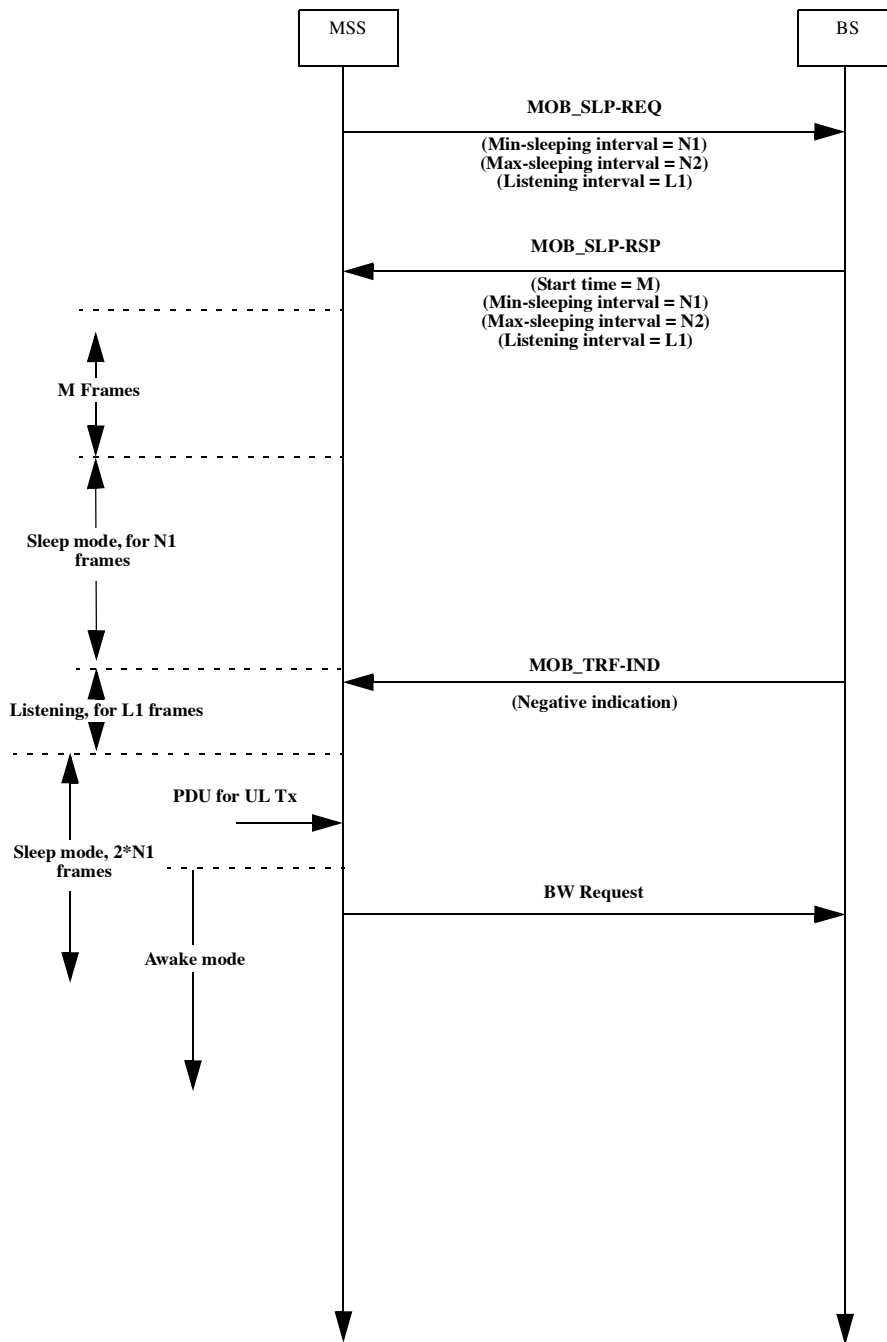 MSS
BS
MOB_SLP-REQ
(Min-sleeping interval = N1)
(Max-sleeping interval = N2)
(Listening interval = L1)
MOB_SLP-RSP
(Start time = M)
(Min-sleeping interval = N1)
(Max-sleeping interval = N2)
(Listening interval = L1)
M Frames
Sleep mode, for N1
frames
MOB_TRF-IND
(Negative indication)
Listening, for L1 frames
PDU for UL Tx
Sleep mode, 2*N1
frames
BW Request
Awake mode